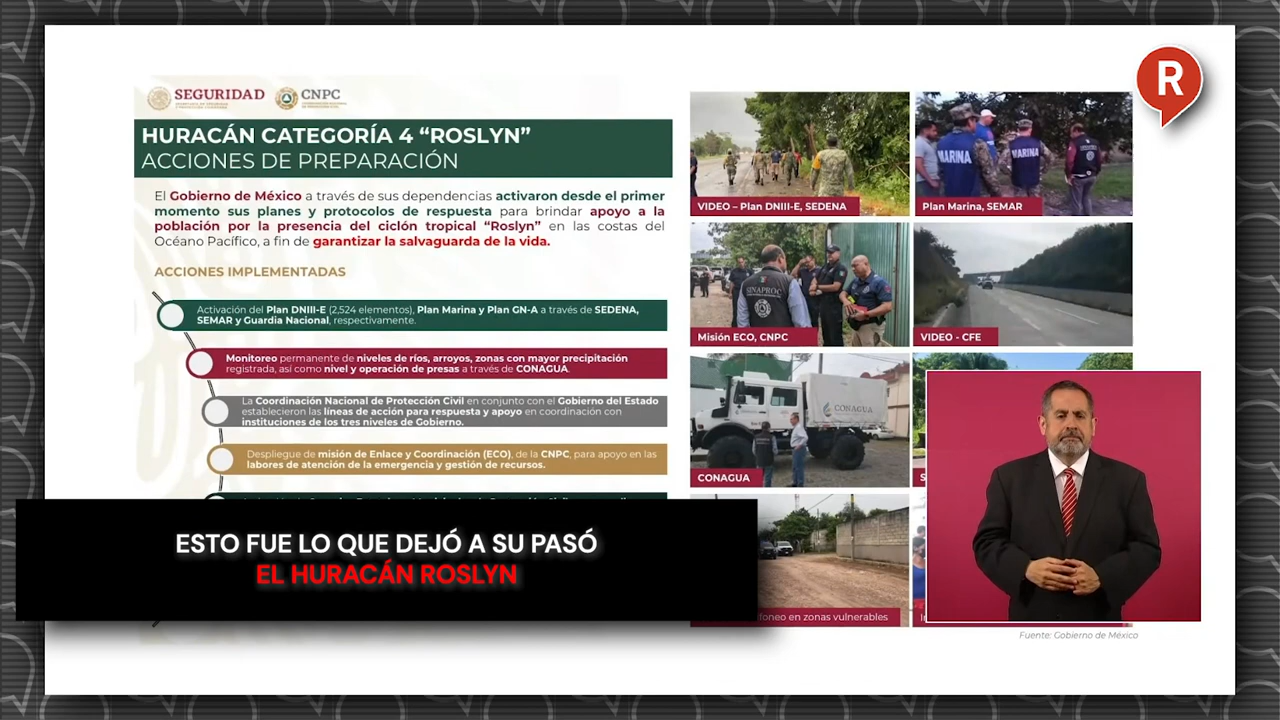 R
SEGURIDAD
CNPC
HURACÁN CATEGORÍA 4 “ROSLYN”
ACCIONES DE PREPARACIÓN
El Gobierno de México a través de sus dependencias activaron desde el primer
momento sus planes y protocolos de respuesta para brindar apoyo a la
población por la presencia del ciclón tropical “Roslyn” en las costas del
Océano Pacífico, a fin de garantizar la salvaguarda de la vida.
ACCIONES IMPLEMENTADAS
Activación del Plan DNIII-E (2,524 elementos), Plan Marina y Plan GN-A a través de SEDENA,
SEMAR y Guardia Nacional, respectivamente.
Monitoreo permanente de niveles de ríos, arroyos, zonas con mayor precipitación
registrada, así como nivel y operación de presas a través de CONAGUA.
La Coordinación Nacional de Protección Civil en conjunto con el Gobierno del Estado
establecieron las líneas de acción para respuesta y apoyo en coordinación con
instituciones de los tres niveles de Gobierno.
Despliegue de misión de Enlace y Coordinación (ECO), de la CNPC, para apoyo en las
labores de atención de la emergencia y gestión de recursos.
VIDEO – Plan DNIII-E, SEDENA
MARINA
MARINA
Plan Marina, SEMAR
SINAPROC
Misión ECO, CNPC
VIDEO - CFE
CONAGUA
CONAGUA
foneo en zonas vulnerables
ESTO FUE LO QUE DEJÓ A SU PASÓ
EL HURACÁN ROSLYN
Fuente: Gobierno de México